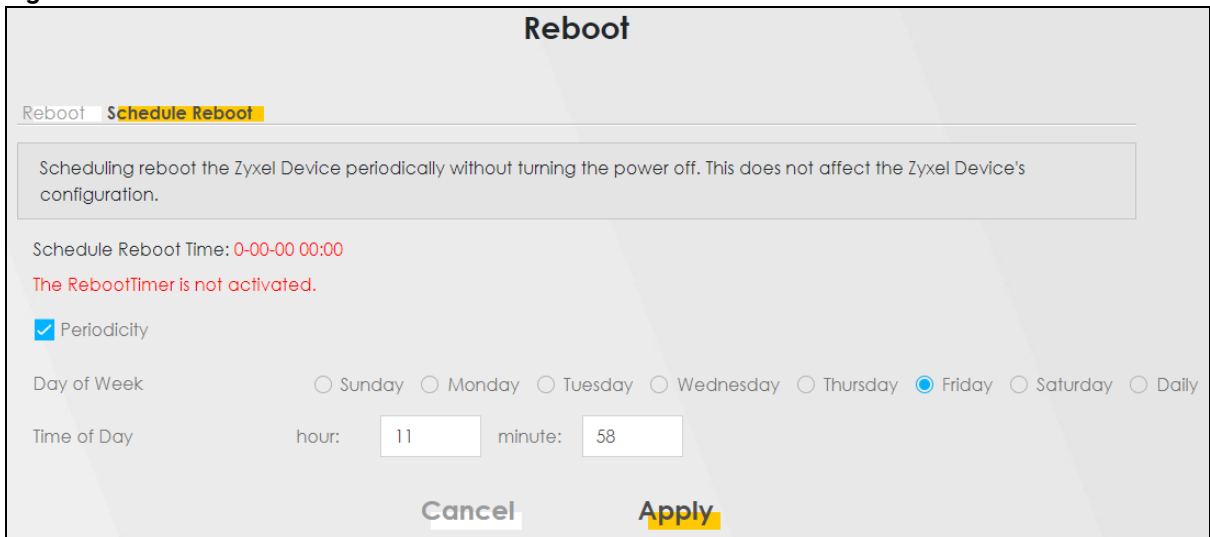 Reboot
Reboot Schedule Reboot
Scheduling reboot the Zyxel Device periodically without turning the power off. This does not affect the Zyxel Device's
configuration.
Schedule Reboot Time: 0-00-00 00:00
The RebootTimer is not activated.
Periodicity
Day of Week Sunday Monday Tuesday Wednesday Thursday Friday Saturday Daily
Time of Day hour: 11 minute: 58
Cancel Apply